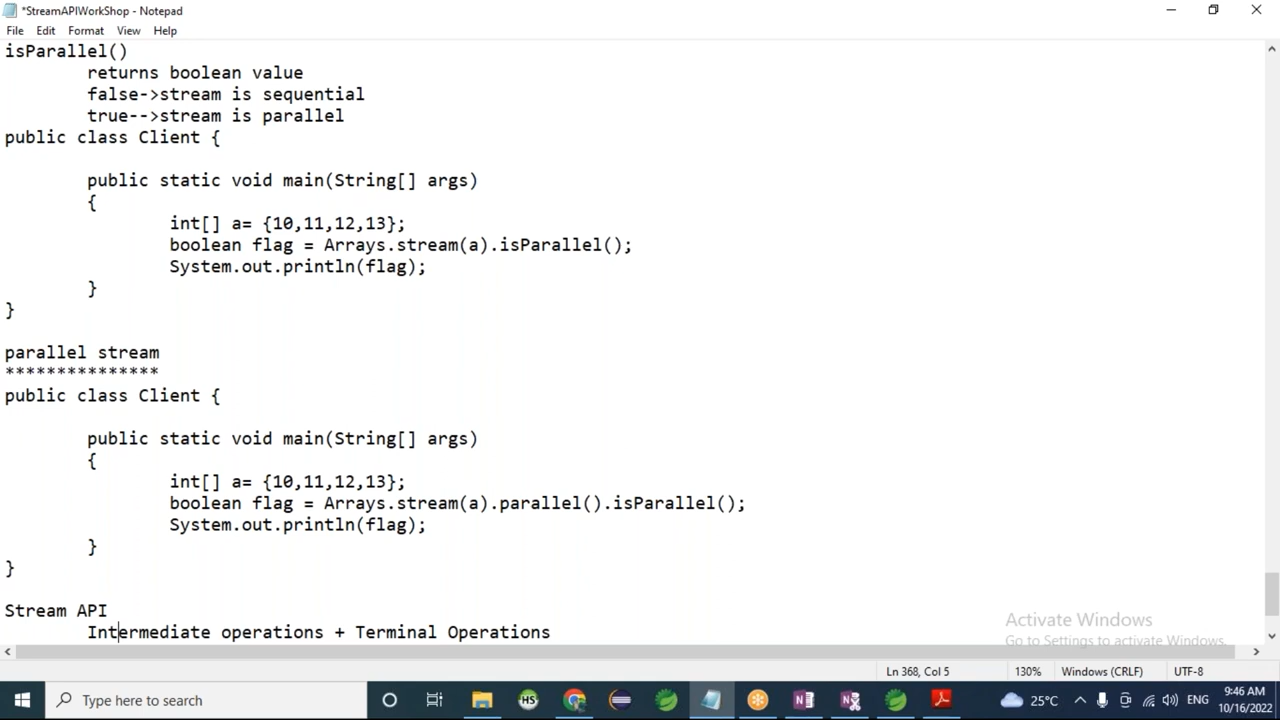 *StreamAPIWorkShop - Notepad
File Edit Format View Help
isParallel()
returns boolean value
false->stream is sequential
true-->stream is parallel
public class Client {
public static void main(String[] args)
{
int[] a= {10,11,12,13};
boolean flag = Arrays.stream(a).isParallel();
System.out.println(flag);
}
}
parallel stream
***************
public class Client {
public static void main(String[] args)
{
int[] a= {10,11,12,13};
boolean flag = Arrays.stream(a).parallel().isParallel();
System.out.println(flag);
}
}
Stream API
Intermediate operations + Terminal Operations
Activate Windows
Go to Settings to activate Windows.
Ln 368, Col 5 130% Windows (CRLF) UTF-8
Type here to search
HS
25°C
ENG
9:46 AM
10/16/2022